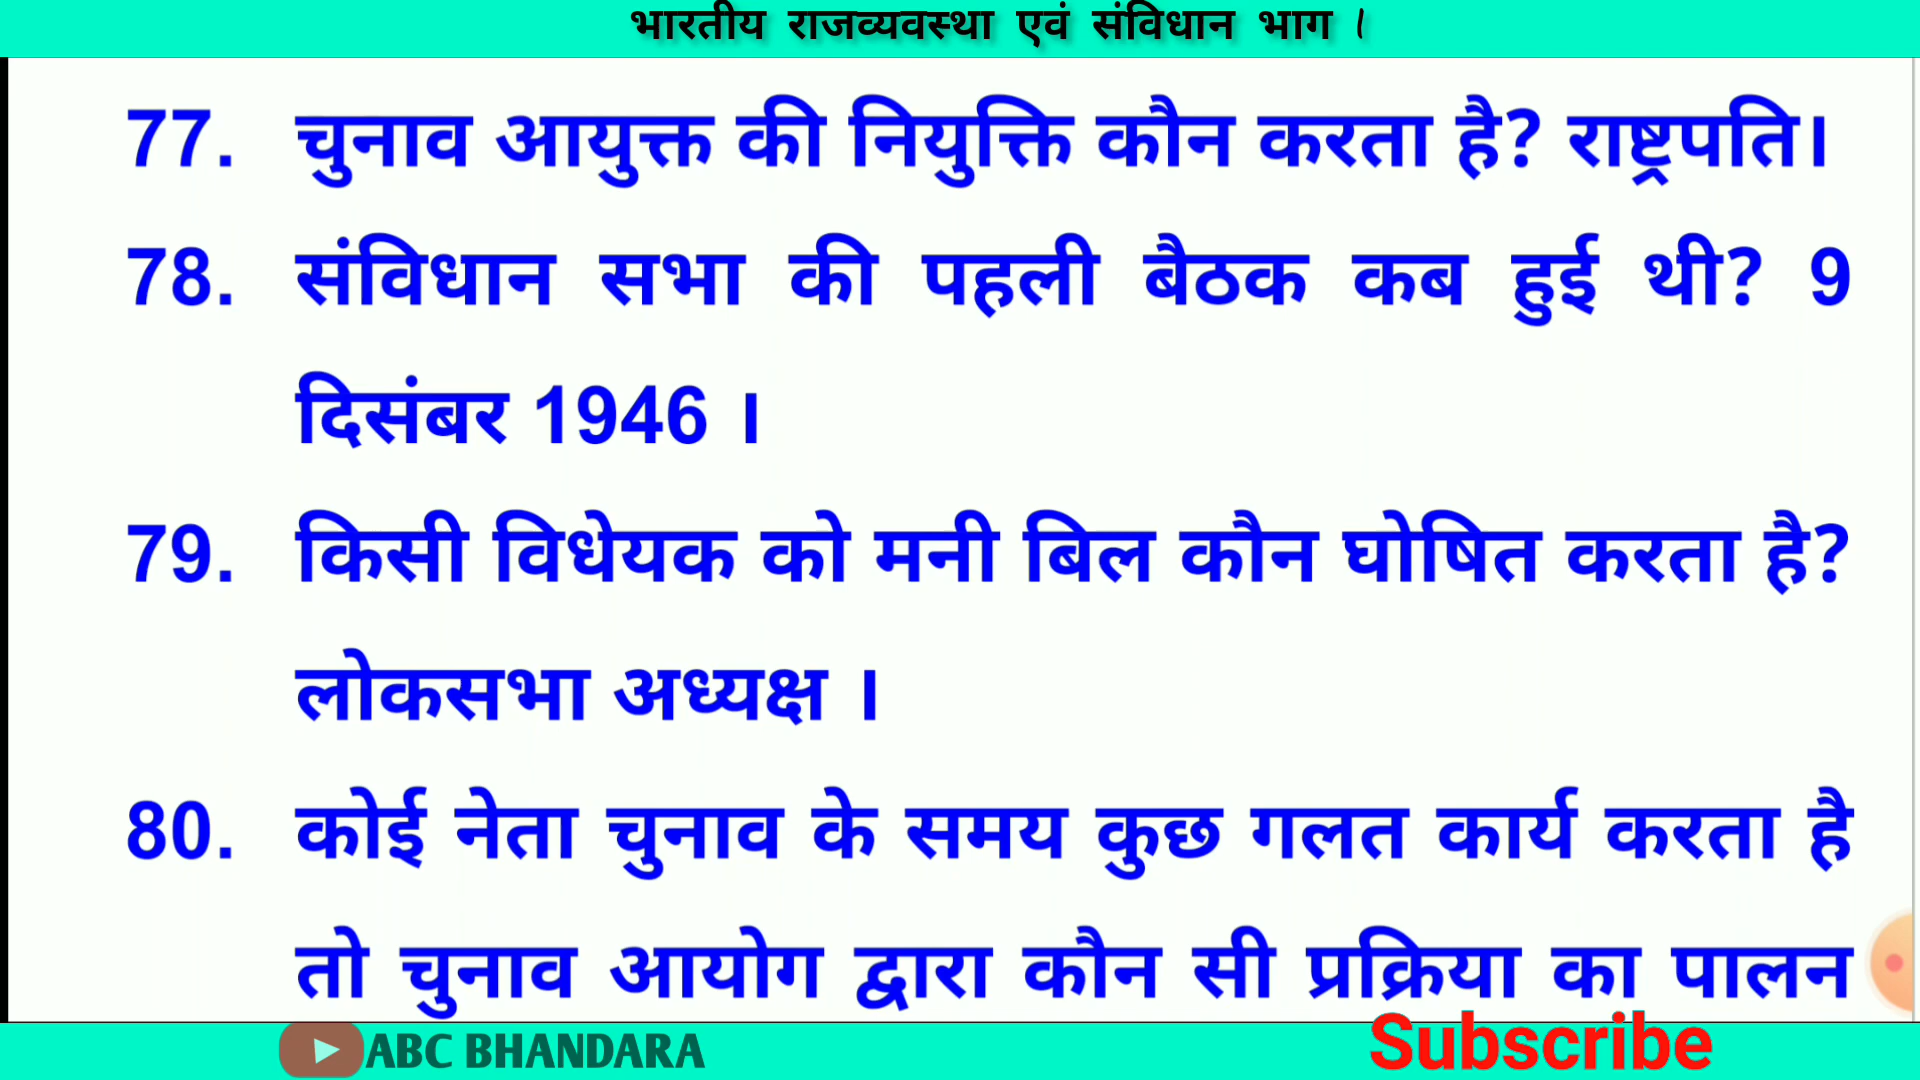 भारतीय राजव्यवस्था एवं संविधान भाग ।
77. चुनाव आयुक्त की नियुक्ति कौन करता है? राष्ट्रपति।
78. संविधान सभा की पहली बैठक कब हुई थी? 9
दिसंबर 1946 ।
79. किसी विधेयक को मनी बिल कौन घोषित करता है?
लोकसभा अध्यक्ष ।
80. कोई नेता चुनाव के समय कुछ गलत कार्य करता है
तो चुनाव आयोग द्वारा कौन सी प्रक्रिया का पालन
ABC BHANDARA
Subscribe